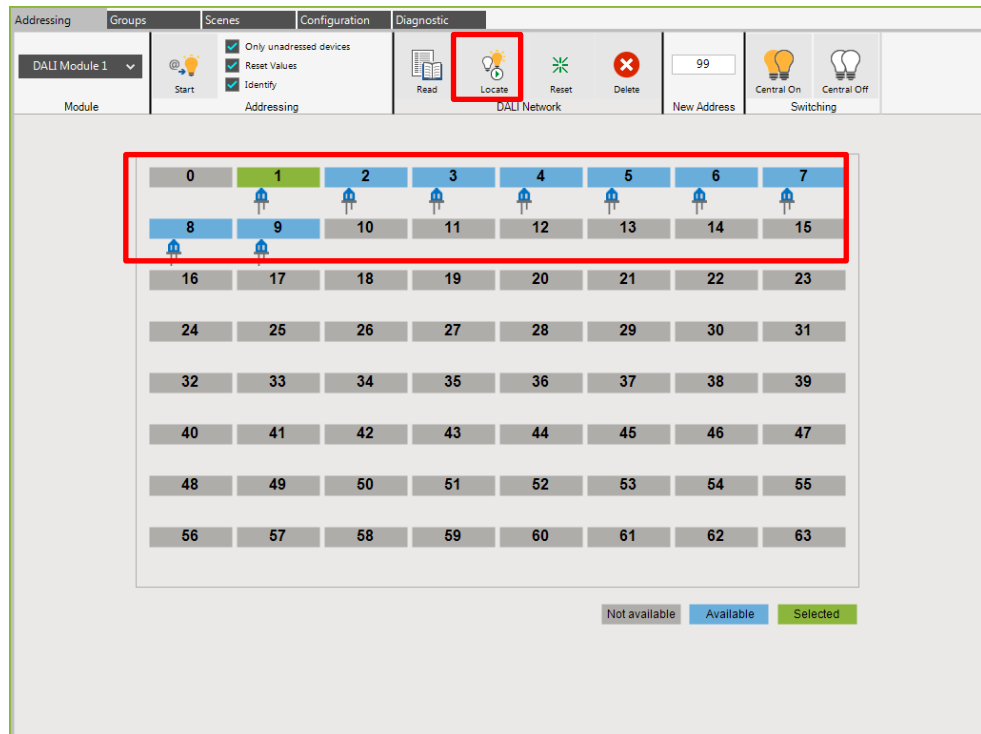 Addressing Groups Scenes Configuration Diagnostic
Only unadressed devices
DALI Module 1 @ Reset Values 99
Start Identify Read Locate Reset Delete Central On Central Off
Module Addressing DALI Network New Address Switching
0 1 2 3 4 5 6 7
8 9 10 11 12 13 14 15
16 17 18 19 20 21 22 23
24 25 26 27 28 29 30 31
32 33 34 35 36 37 38 39
40 41 42 43 44 45 46 47
48 49 50 51 52 53 54 55
56 57 58 59 60 61 62 63
Not available Available Selected